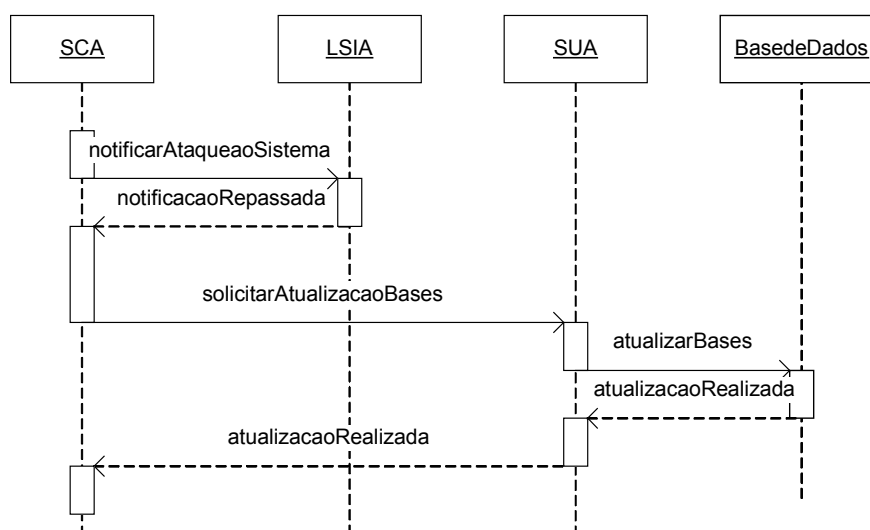 SCA
LSIA
SUA
BasedeDados
notificarAtaqueaoSistema
notificacaoRepassada
solicitarAtualizacaoBases
atualizarBases
atualizacaoRealizada
atualizacaoRealizada